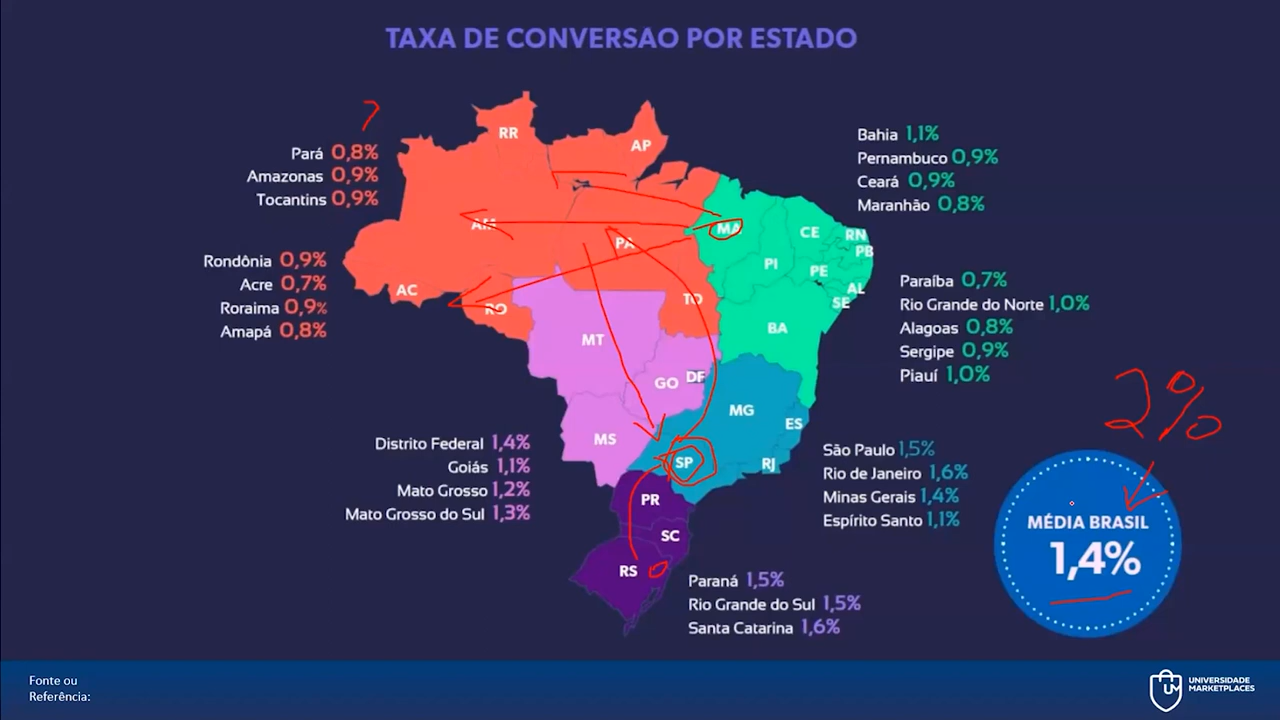 TAXA DE CONVERSAO POR ESTADO
Pará 0,8%
Amazonas 0,9%
Tocantins 0,9%
Rondônia 0,9%
Acre 0,7%
Roraima 0,9%
Amapá 0,8%
Distrito Federal 1,4%
Goiás 1,1%
Mato Grosso 1,2%
Mato Grosso do Sul 1,3%
RR
AP
AM
PA
MA
CE
RN
PB
PI
PE
AL
SE
AC
RO
TO
BA
MT
GO
DF
MG
ES
MS
SP
RJ
PR
SC
RS
Bahia 1,1%
Pernambuco 0,9%
Ceará 0,9%
Maranhão 0,8%
Paraíba 0,7%
Rio Grande do Norte 1,0%
Alagoas 0,8%
Sergipe 0,9%
Piauí 1,0%
São Paulo 1,5%
Rio de Janeiro 1,6%
Minas Gerais 1,4%
Espírito Santo 1,1%
Paraná 1,5%
Rio Grande do Sul 1,5%
Santa Catarina 1,6%
2%
MÉDIA BRASIL
1,4%
Fonte ou
Referência:
UM
UNIVERSIDADE
MARKETPLACES